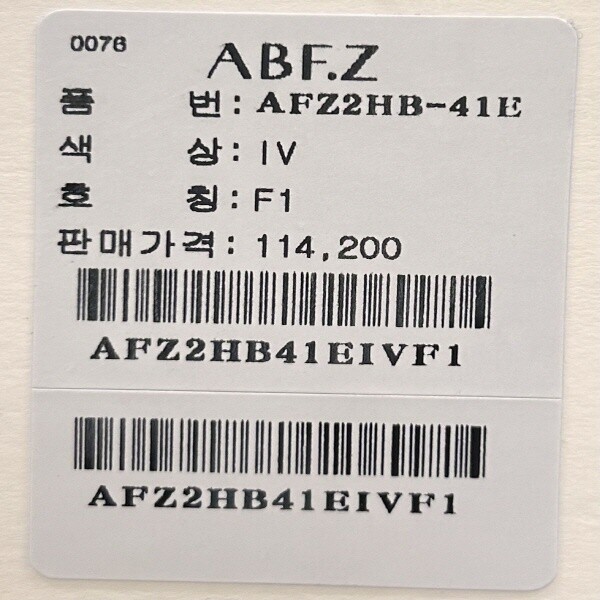 0076
ABF.Z
품 번: AFZ2HB-41E
색 상: IV
호 칭: F1
판매가격: 114,200
AFZ2HB41EIVF1
AFZ2HB41EIVF1